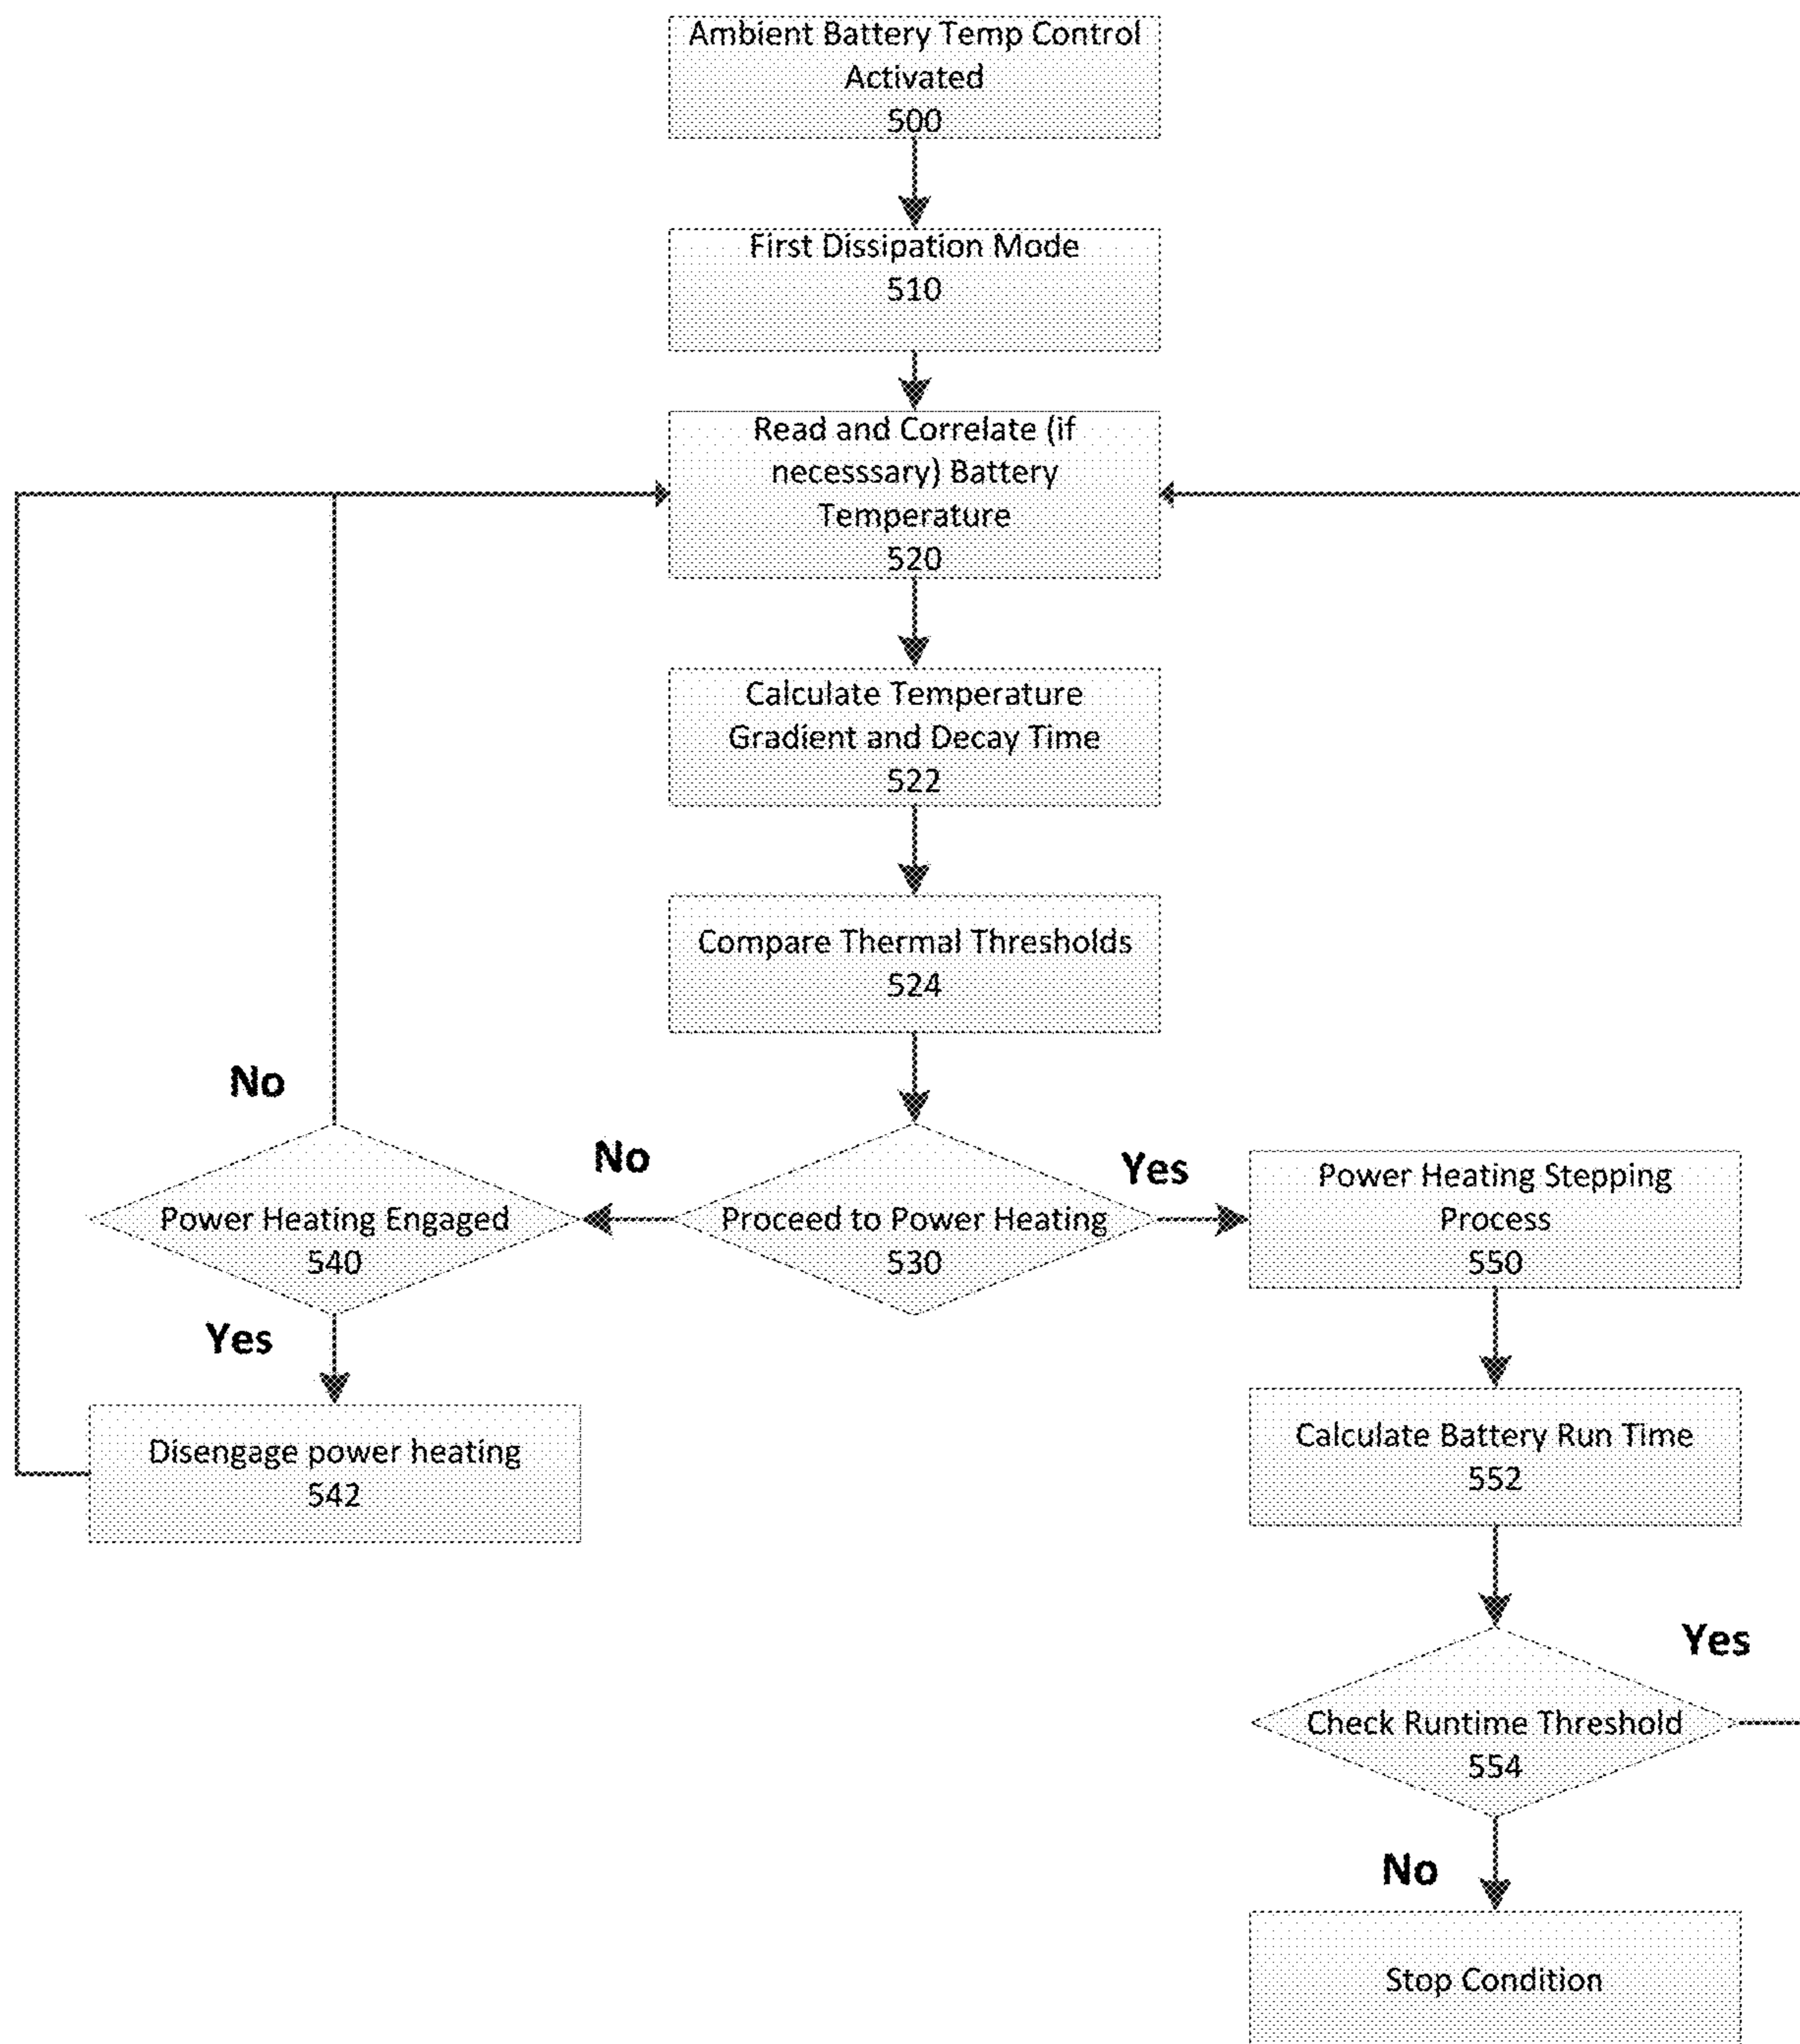 Ambient Battery Temp Control
Activated
500
First Dissipation Mode
510
Read and Correlate (if
necesssary) Battery
Temperature
520
Calculate Temperature
Gradient and Decay Time
522
Compare Thermal Thresholds
524
No
No
Yes
Power Heating Engaged
540
Proceed to Power Heating
530
Power Heating Stepping
Process
550
Yes
Disengage power heating
542
Calculate Battery Run Time
552
Yes
Check Runtime Threshold
554
No
Stop Condition